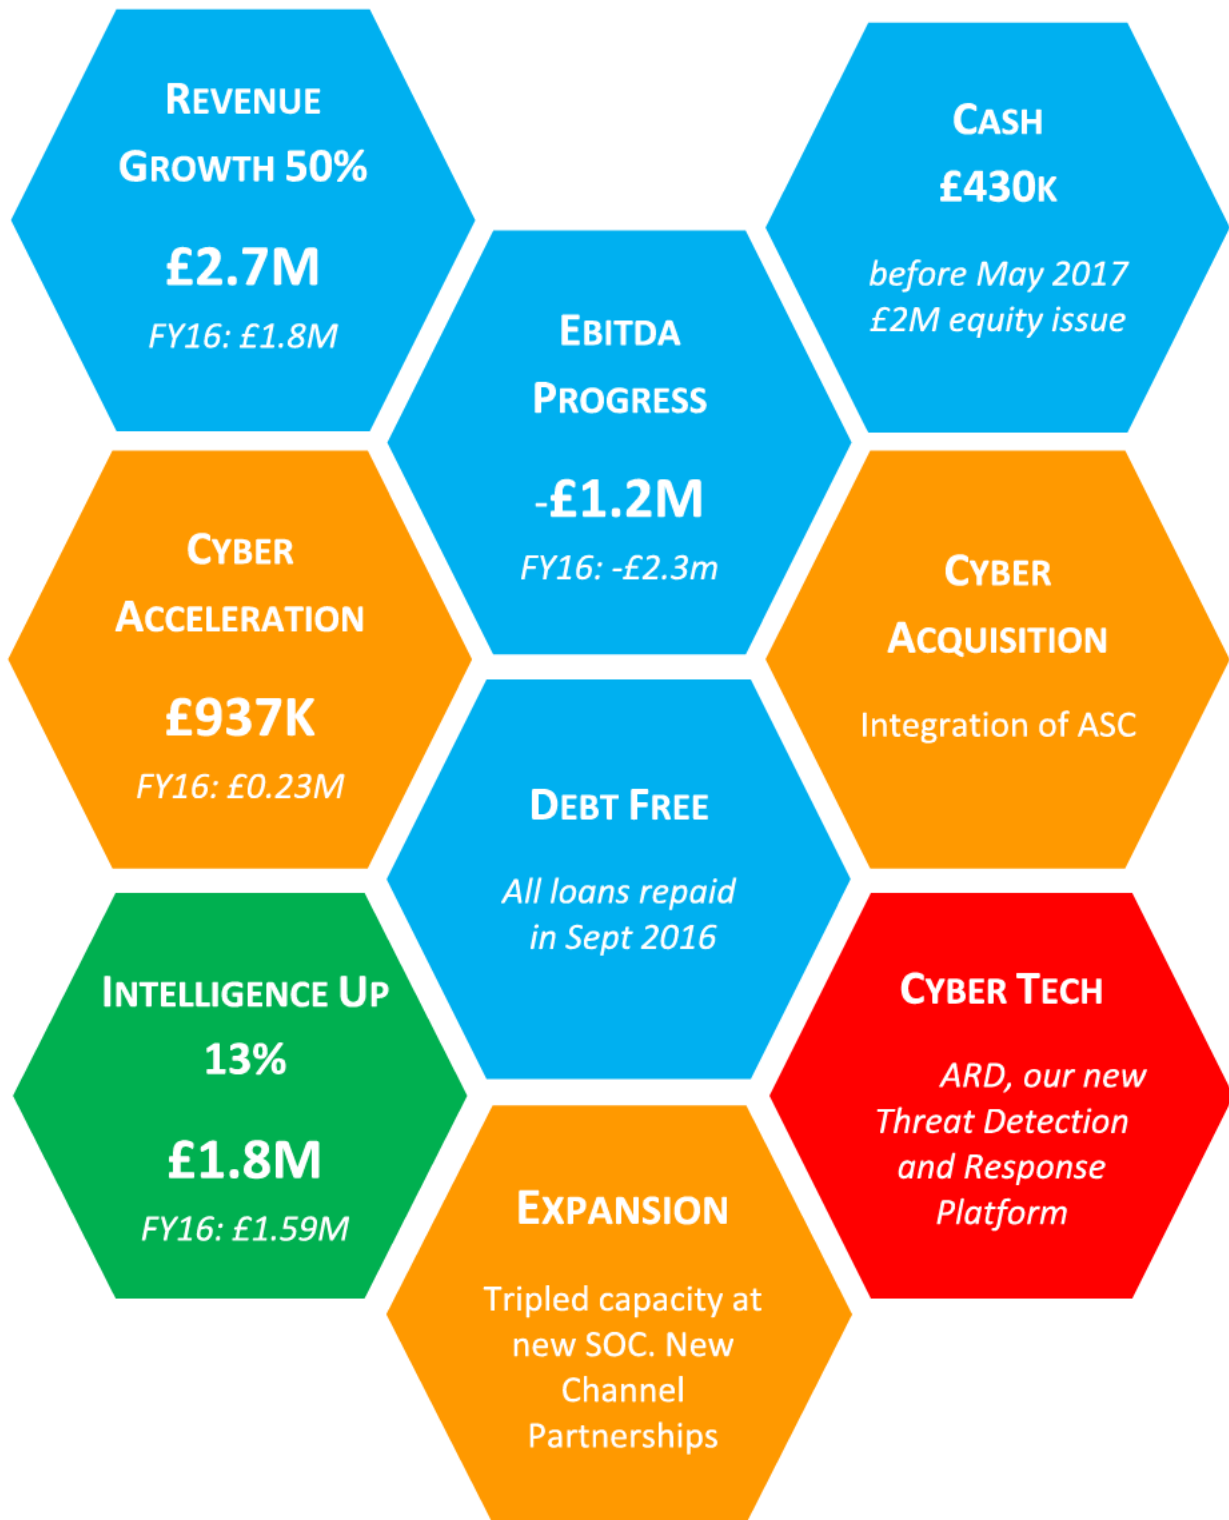 REVENUE
GROWTH 50%
£2.7M
FY16: £1.8M
CASH
£430K
before May 2017
£2M equity issue
EBITDA
PROGRESS
-£1.2M
FY16: -£2.3m
CYBER
ACCELERATION
£937K
FY16: £0.23M
CYBER
ACQUISITION
Integration of ASC
DEBT FREE
All loans repaid
in Sept 2016
INTELLIGENCE UP
13%
£1.8M
FY16: £1.59M
CYBER TECH
ARD, our new
Threat Detection
and Response
Platform
EXPANSION
Tripled capacity at
new SOC. New
Channel
Partnerships